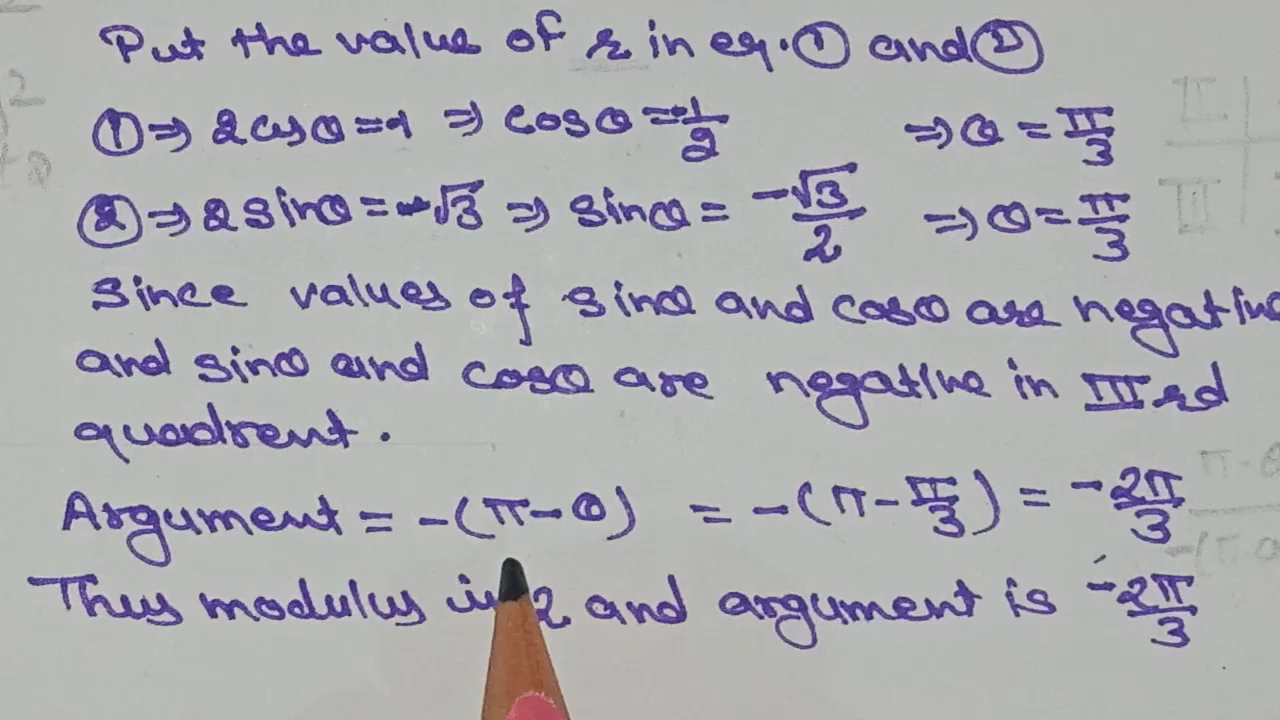 Put the value of r in eq. ① and ②
① ⇒ 2cosθ = -1 ⇒ cosθ = -1/2 ⇒ θ = π/3
② ⇒ 2sinθ = -√3 ⇒ sinθ = -√3/2 ⇒ θ = π/3
Since values of sinθ and cosθ are negative
and sinθ and cosθ are negative in III rd
quadrent.
Argument = -(π-θ) = -(π-π/3) = -2π/3
Thus modulus is 2 and argument is -2π/3